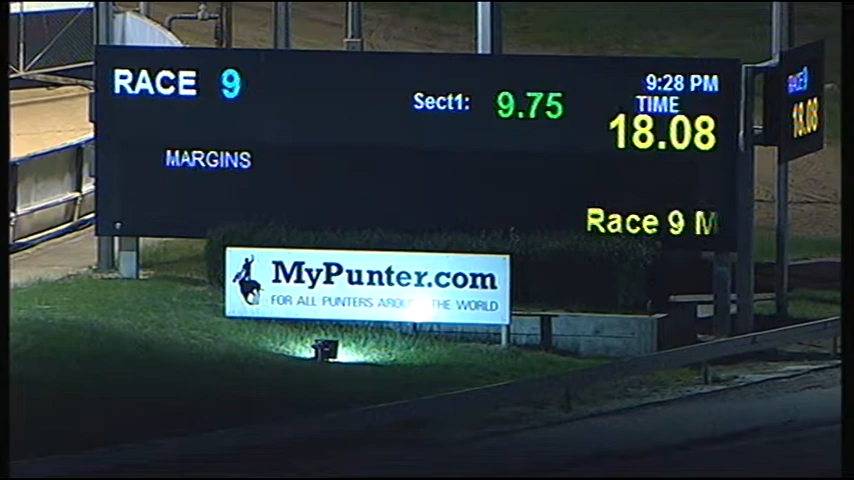 RACE 9
Sect1: 9.75
9:28 PM
TIME
18.08
MARGINS
Race 9 M
MyPunter.com
FOR ALL PUNTERS AROUND THE WORLD
RACE 9
18.08